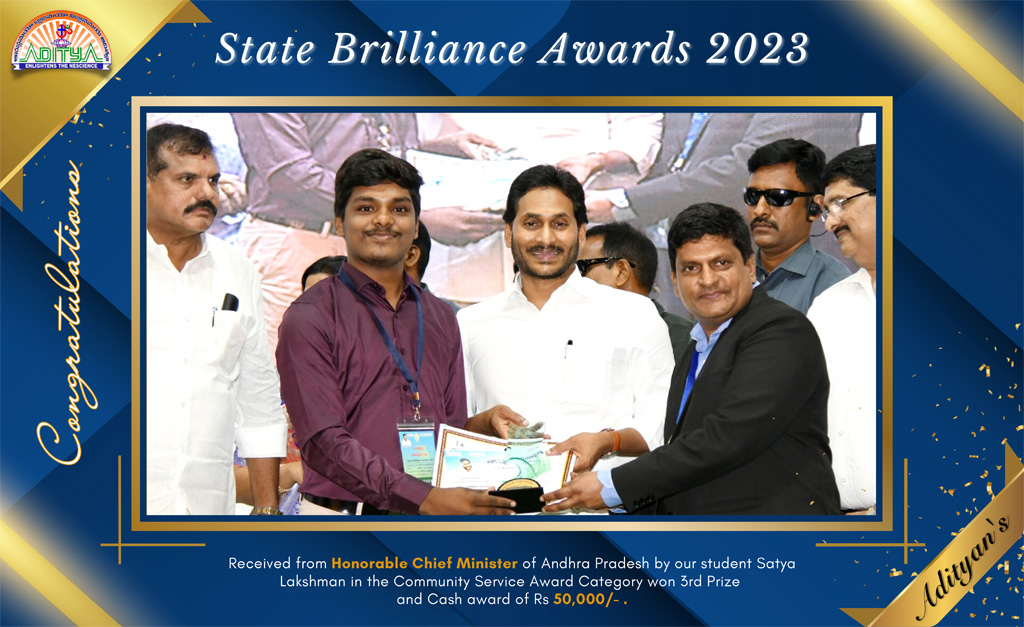 ADITYA
ENLIGHTENS THE NESCIENCE
State Brilliance Awards 2023
Congratulations
Received from Honorable Chief Minister of Andhra Pradesh by our student Satya
Lakshman in the Community Service Award Category won 3rd Prize
and Cash award of Rs 50,000/- .
Adityan's